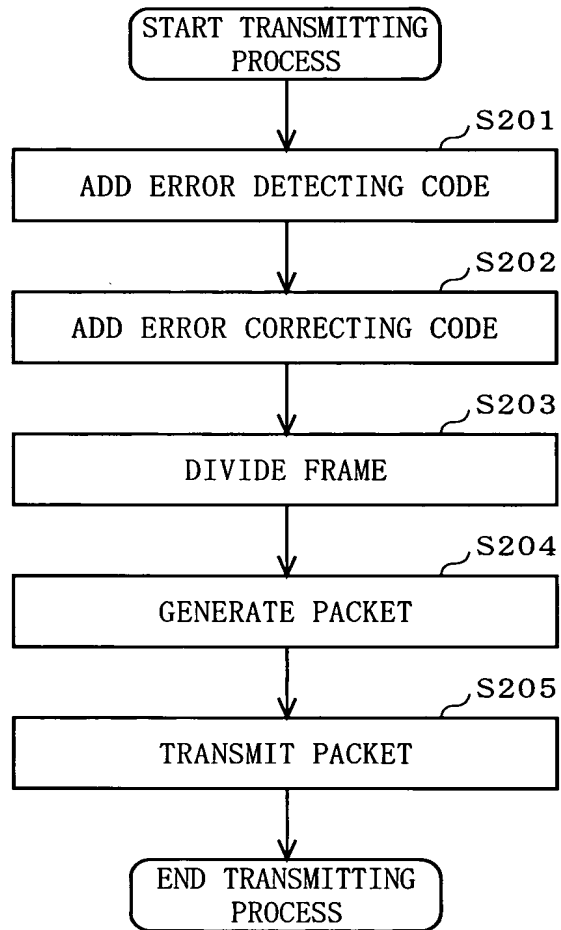 START TRANSMITTING
PROCESS
S201
ADD ERROR DETECTING CODE
S202
ADD ERROR CORRECTING CODE
S203
DIVIDE FRAME
S204
GENERATE PACKET
S205
TRANSMIT PACKET
END TRANSMITTING
PROCESS